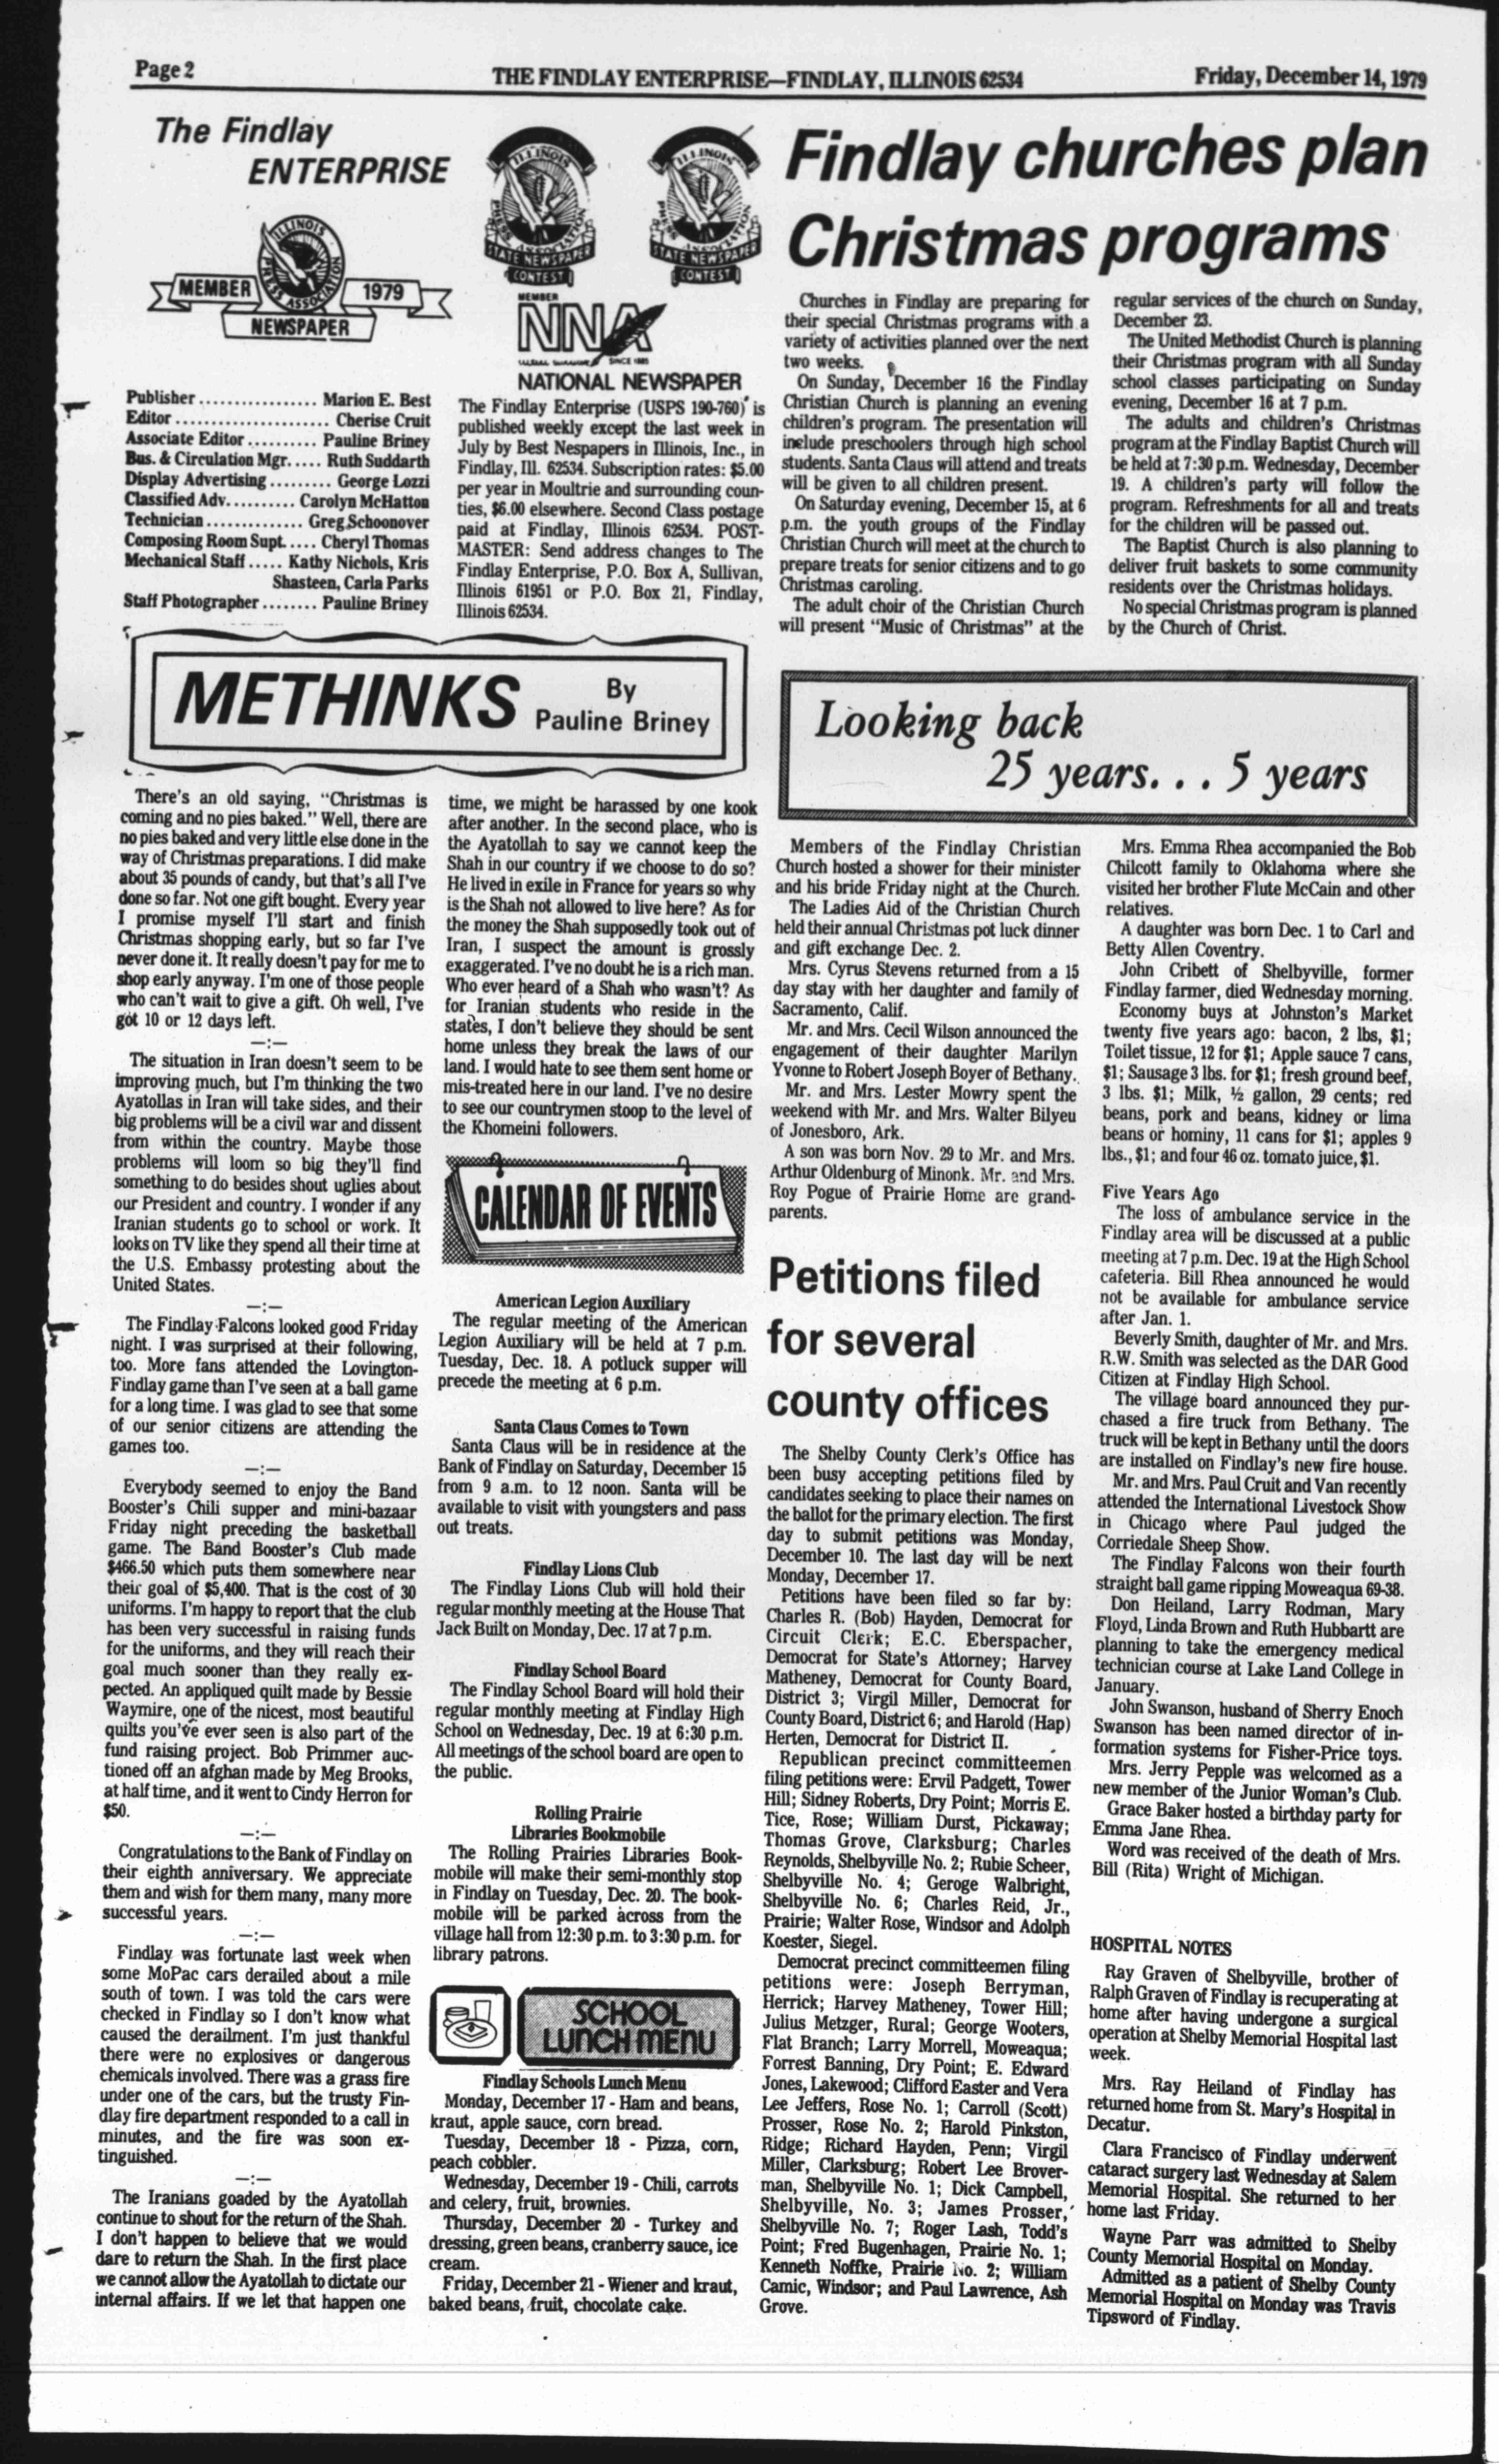 Page 2
THE FINDLAY ENTERPRISE—FINDLAY, ILLINOIS 62534
Friday, December 14, 1979
The Findlay
ENTERPRISE
ILLINOIS
PRESS ASSOCIATION
MEMBER
1979
NEWSPAPER
ILLINOIS
PRESS ASSOCIATION
STATE NEWSPAPER
CONTEST
ILLINOIS
PRESS ASSOCIATION
STATE NEWSPAPER
CONTEST
MEMBER
NNA
SINCE 1885
NATIONAL NEWSPAPER
Publisher ................ Marion E. Best
Editor ...................... Cherise Cruit
Associate Editor .......... Pauline Briney
Bus. & Circulation Mgr. .... Ruth Suddarth
Display Advertising ......... George Lozzi
Classified Adv. ......... Carolyn McHatton
Technician .............. Greg Schoonover
Composing Room Supt. .... Cheryl Thomas
Mechanical Staff ..... Kathy Nichols, Kris
Shasteen, Carla Parks
Staff Photographer ........ Pauline Briney
The Findlay Enterprise (USPS 190-760) is
published weekly except the last week in
July by Best Nespapers in Illinois, Inc., in
Findlay, Ill. 62534. Subscription rates: $5.00
per year in Moultrie and surrounding coun-
ties, $6.00 elsewhere. Second Class postage
paid at Findlay, Illinois 62534. POST-
MASTER: Send address changes to The
Findlay Enterprise, P.O. Box A, Sullivan,
Illinois 61951 or P.O. Box 21, Findlay,
Illinois 62534.
Findlay churches plan
Christmas programs
Churches in Findlay are preparing for
their special Christmas programs with a
variety of activities planned over the next
two weeks.
On Sunday, December 16 the Findlay
Christian Church is planning an evening
children's program. The presentation will
include preschoolers through high school
students. Santa Claus will attend and treats
will be given to all children present.
On Saturday evening, December 15, at 6
p.m. the youth groups of the Findlay
Christian Church will meet at the church to
prepare treats for senior citizens and to go
Christmas caroling.
The adult choir of the Christian Church
will present "Music of Christmas" at the
regular services of the church on Sunday,
December 23.
The United Methodist Church is planning
their Christmas program with all Sunday
school classes participating on Sunday
evening, December 16 at 7 p.m.
The adults and children's Christmas
program at the Findlay Baptist Church will
be held at 7:30 p.m. Wednesday, December
19. A children's party will follow the
program. Refreshments for all and treats
for the children will be passed out.
The Baptist Church is also planning to
deliver fruit baskets to some community
residents over the Christmas holidays.
No special Christmas program is planned
by the Church of Christ.
METHINKS
By
Pauline Briney
There's an old saying, "Christmas is
coming and no pies baked." Well, there are
no pies baked and very little else done in the
way of Christmas preparations. I did make
about 35 pounds of candy, but that's all I've
done so far. Not one gift bought. Every year
I promise myself I'll start and finish
Christmas shopping early, but so far I've
never done it. It really doesn't pay for me to
shop early anyway. I'm one of those people
who can't wait to give a gift. Oh well, I've
got 10 or 12 days left.
—:—
The situation in Iran doesn't seem to be
improving much, but I'm thinking the two
Ayatollas in Iran will take sides, and their
big problems will be a civil war and dissent
from within the country. Maybe those
problems will loom so big they'll find
something to do besides shout uglies about
our President and country. I wonder if any
Iranian students go to school or work. It
looks on TV like they spend all their time at
the U.S. Embassy protesting about the
United States.
—:—
The Findlay Falcons looked good Friday
night. I was surprised at their following,
too. More fans attended the Lovington-
Findlay game than I've seen at a ball game
for a long time. I was glad to see that some
of our senior citizens are attending the
games too.
—:—
Everybody seemed to enjoy the Band
Booster's Chili supper and mini-bazaar
Friday night preceding the basketball
game. The Band Booster's Club made
$466.50 which puts them somewhere near
their goal of $5,400. That is the cost of 30
uniforms. I'm happy to report that the club
has been very successful in raising funds
for the uniforms, and they will reach their
goal much sooner than they really ex-
pected. An appliqued quilt made by Bessie
Waymire, one of the nicest, most beautiful
quilts you've ever seen is also part of the
fund raising project. Bob Primmer auc-
tioned off an afghan made by Meg Brooks,
at half time, and it went to Cindy Herron for
$50.
—:—
Congratulations to the Bank of Findlay on
their eighth anniversary. We appreciate
them and wish for them many, many more
successful years.
—:—
Findlay was fortunate last week when
some MoPac cars derailed about a mile
south of town. I was told the cars were
checked in Findlay so I don't know what
caused the derailment. I'm just thankful
there were no explosives or dangerous
chemicals involved. There was a grass fire
under one of the cars, but the trusty Fin-
dlay fire department responded to a call in
minutes, and the fire was soon ex-
tinguished.
—:—
The Iranians goaded by the Ayatollah
continue to shout for the return of the Shah.
I don't happen to believe that we would
dare to return the Shah. In the first place
we cannot allow the Ayatollah to dictate our
internal affairs. If we let that happen one
time, we might be harassed by one kook
after another. In the second place, who is
the Ayatollah to say we cannot keep the
Shah in our country if we choose to do so?
He lived in exile in France for years so why
is the Shah not allowed to live here? As for
the money the Shah supposedly took out of
Iran, I suspect the amount is grossly
exaggerated. I've no doubt he is a rich man.
Who ever heard of a Shah who wasn't? As
for Iranian students who reside in the
states, I don't believe they should be sent
home unless they break the laws of our
land. I would hate to see them sent home or
mis-treated here in our land. I've no desire
to see our countrymen stoop to the level of
the Khomeini followers.
CALENDAR OF EVENTS
American Legion Auxiliary
The regular meeting of the American
Legion Auxiliary will be held at 7 p.m.
Tuesday, Dec. 18. A potluck supper will
precede the meeting at 6 p.m.
Santa Claus Comes to Town
Santa Claus will be in residence at the
Bank of Findlay on Saturday, December 15
from 9 a.m. to 12 noon. Santa will be
available to visit with youngsters and pass
out treats.
Findlay Lions Club
The Findlay Lions Club will hold their
regular monthly meeting at the House That
Jack Built on Monday, Dec. 17 at 7 p.m.
Findlay School Board
The Findlay School Board will hold their
regular monthly meeting at Findlay High
School on Wednesday, Dec. 19 at 6:30 p.m.
All meetings of the school board are open to
the public.
Rolling Prairie
Libraries Bookmobile
The Rolling Prairies Libraries Book-
mobile will make their semi-monthly stop
in Findlay on Tuesday, Dec. 20. The book-
mobile will be parked across from the
village hall from 12:30 p.m. to 3:30 p.m. for
library patrons.
SCHOOL
LUNCH MENU
Findlay Schools Lunch Menu
Monday, December 17 - Ham and beans,
kraut, apple sauce, corn bread.
Tuesday, December 18 - Pizza, corn,
peach cobbler.
Wednesday, December 19 - Chili, carrots
and celery, fruit, brownies.
Thursday, December 20 - Turkey and
dressing, green beans, cranberry sauce, ice
cream.
Friday, December 21 - Wiener and kraut,
baked beans, fruit, chocolate cake.
Looking back
25 years. . . 5 years
Members of the Findlay Christian
Church hosted a shower for their minister
and his bride Friday night at the Church.
The Ladies Aid of the Christian Church
held their annual Christmas pot luck dinner
and gift exchange Dec. 2.
Mrs. Cyrus Stevens returned from a 15
day stay with her daughter and family of
Sacramento, Calif.
Mr. and Mrs. Cecil Wilson announced the
engagement of their daughter Marilyn
Yvonne to Robert Joseph Boyer of Bethany.
Mr. and Mrs. Lester Mowry spent the
weekend with Mr. and Mrs. Walter Bilyeu
of Jonesboro, Ark.
A son was born Nov. 29 to Mr. and Mrs.
Arthur Oldenburg of Minonk. Mr. and Mrs.
Roy Pogue of Prairie Home are grand-
parents.
Petitions filed
for several
county offices
The Shelby County Clerk's Office has
been busy accepting petitions filed by
candidates seeking to place their names on
the ballot for the primary election. The first
day to submit petitions was Monday,
December 10. The last day will be next
Monday, December 17.
Petitions have been filed so far by:
Charles R. (Bob) Hayden, Democrat for
Circuit Clerk; E.C. Eberspacher,
Democrat for State's Attorney; Harvey
Matheney, Democrat for County Board,
District 3; Virgil Miller, Democrat for
County Board, District 6; and Harold (Hap)
Herten, Democrat for District II.
Republican precinct committeemen
filing petitions were: Ervil Padgett, Tower
Hill; Sidney Roberts, Dry Point; Morris E.
Tice, Rose; William Durst, Pickaway;
Thomas Grove, Clarksburg; Charles
Reynolds, Shelbyville No. 2; Rubie Scheer,
Shelbyville No. 4; Geroge Walbright,
Shelbyville No. 6; Charles Reid, Jr.,
Prairie; Walter Rose, Windsor and Adolph
Koester, Siegel.
Democrat precinct committeemen filing
petitions were: Joseph Berryman,
Herrick; Harvey Matheney, Tower Hill;
Julius Metzger, Rural; George Wooters,
Flat Branch; Larry Morrell, Moweaqua;
Forrest Banning, Dry Point; E. Edward
Jones, Lakewood; Clifford Easter and Vera
Lee Jeffers, Rose No. 1; Carroll (Scott)
Prosser, Rose No. 2; Harold Pinkston,
Ridge; Richard Hayden, Penn; Virgil
Miller, Clarksburg; Robert Lee Brover-
man, Shelbyville No. 1; Dick Campbell,
Shelbyville, No. 3; James Prosser,
Shelbyville No. 7; Roger Lash, Todd's
Point; Fred Bugenhagen, Prairie No. 1;
Kenneth Noffke, Prairie No. 2; William
Camic, Windsor; and Paul Lawrence, Ash
Grove.
Mrs. Emma Rhea accompanied the Bob
Chilcott family to Oklahoma where she
visited her brother Flute McCain and other
relatives.
A daughter was born Dec. 1 to Carl and
Betty Allen Coventry.
John Cribett of Shelbyville, former
Findlay farmer, died Wednesday morning.
Economy buys at Johnston's Market
twenty five years ago: bacon, 2 lbs, $1;
Toilet tissue, 12 for $1; Apple sauce 7 cans,
$1; Sausage 3 lbs. for $1; fresh ground beef,
3 lbs. $1; Milk, ½ gallon, 29 cents; red
beans, pork and beans, kidney or lima
beans or hominy, 11 cans for $1; apples 9
lbs., $1; and four 46 oz. tomato juice, $1.
Five Years Ago
The loss of ambulance service in the
Findlay area will be discussed at a public
meeting at 7 p.m. Dec. 19 at the High School
cafeteria. Bill Rhea announced he would
not be available for ambulance service
after Jan. 1.
Beverly Smith, daughter of Mr. and Mrs.
R.W. Smith was selected as the DAR Good
Citizen at Findlay High School.
The village board announced they pur-
chased a fire truck from Bethany. The
truck will be kept in Bethany until the doors
are installed on Findlay's new fire house.
Mr. and Mrs. Paul Cruit and Van recently
attended the International Livestock Show
in Chicago where Paul judged the
Corriedale Sheep Show.
The Findlay Falcons won their fourth
straight ball game ripping Moweaqua 69-38.
Don Heiland, Larry Rodman, Mary
Floyd, Linda Brown and Ruth Hubbartt are
planning to take the emergency medical
technician course at Lake Land College in
January.
John Swanson, husband of Sherry Enoch
Swanson has been named director of in-
formation systems for Fisher-Price toys.
Mrs. Jerry Pepple was welcomed as a
new member of the Junior Woman's Club.
Grace Baker hosted a birthday party for
Emma Jane Rhea.
Word was received of the death of Mrs.
Bill (Rita) Wright of Michigan.
HOSPITAL NOTES
Ray Graven of Shelbyville, brother of
Ralph Graven of Findlay is recuperating at
home after having undergone a surgical
operation at Shelby Memorial Hospital last
week.
Mrs. Ray Heiland of Findlay has
returned home from St. Mary's Hospital in
Decatur.
Clara Francisco of Findlay underwent
cataract surgery last Wednesday at Salem
Memorial Hospital. She returned to her
home last Friday.
Wayne Parr was admitted to Shelby
County Memorial Hospital on Monday.
Admitted as a patient of Shelby County
Memorial Hospital on Monday was Travis
Tipsword of Findlay.